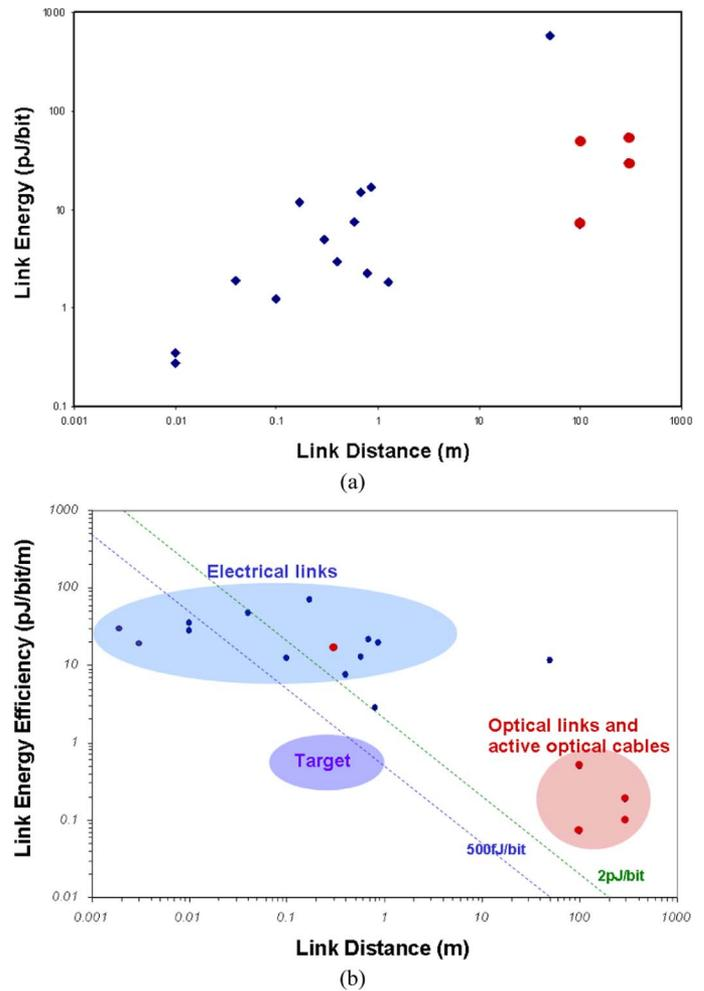 1000
100
10
1
0.1
Link Energy (pJ/bit)
0.001 0.01 0.1 1 10 100 1000
Link Distance (m)
(a)
1000
100
10
1
0.1
0.01
Link Energy Efficiency (pJ/bit/m)
Electrical links
Optical links and
active optical cables
Target
500fJ/bit
2pJ/bit
0.001 0.01 0.1 1 10 100 1000
Link Distance (m)
(b)